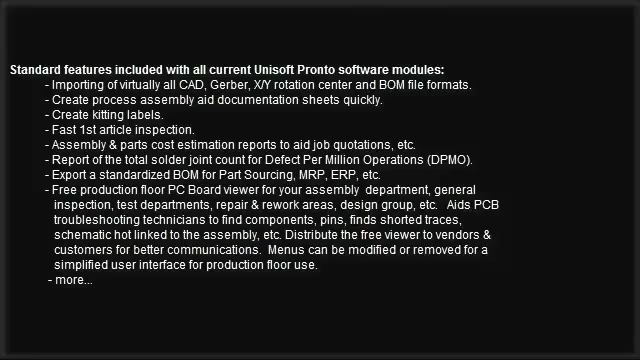 Standard features included with all current Unisoft Pronto software modules:
- Importing of virtually all CAD, Gerber, X/Y rotation center and BOM file formats.
- Create process assembly aid documentation sheets quickly.
- Create kitting labels.
- Fast 1st article inspection.
- Assembly & parts cost estimation reports to aid job quotations, etc.
- Report of the total solder joint count for Defect Per Million Operations (DPMO).
- Export a standardized BOM for Part Sourcing, MRP, ERP, etc.
- Free production floor PC Board viewer for your assembly  department, general
inspection, test departments, repair & rework areas, design group, etc.   Aids PCB
troubleshooting technicians to find components, pins, finds shorted traces,
schematic hot linked to the assembly, etc. Distribute the free viewer to vendors &
customers for better communications.  Menus can be modified or removed for a
simplified user interface for production floor use.
- more...